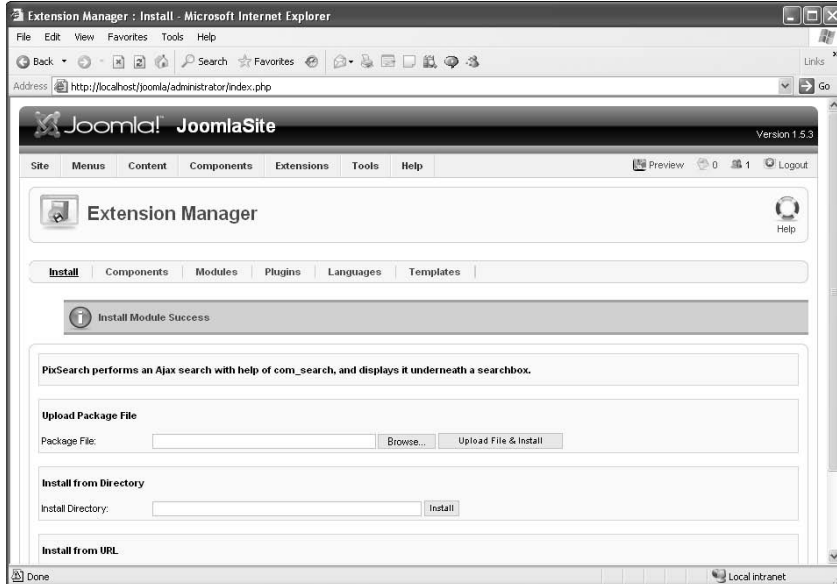 Extension Manager : Install - Microsoft Internet Explorer
File Edit View Favorites Tools Help
Back Search Favorites Links
Address http://localhost/joomla/administrator/index.php Go
Joomla! JoomlaSite Version 1.5.3
Site Menus Content Components Extensions Tools Help Preview 0 1 Logout
Extension Manager
Help
Install Components Modules Plugins Languages Templates
Install Module Success
PixSearch performs an Ajax search with help of com_search, and displays it underneath a searchbox.
Upload Package File
Package File: Browse... Upload File & Install
Install from Directory
Install Directory: Install
Install from URL
Done Local intranet